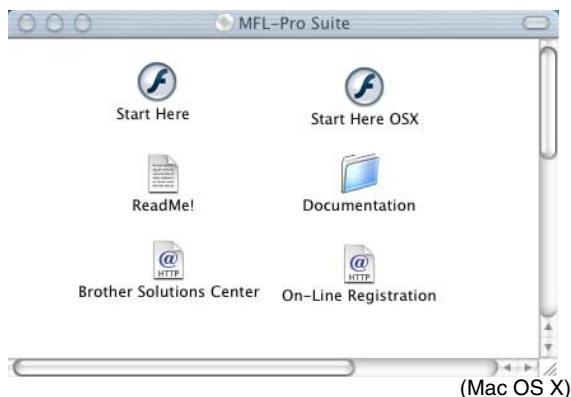 MFL-Pro Suite
Start Here
Start Here OSX
ReadMe!
Documentation
@
HTTP
@
HTTP
Brother Solutions Center
On-Line Registration
(Mac OS X)